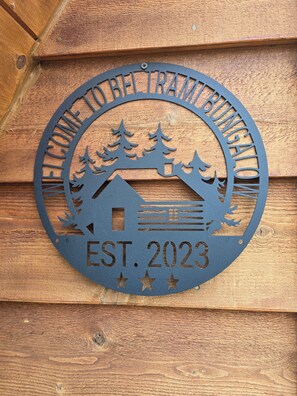 WELCOME TO BELTRAMI BUNGALOW
EST. 2023